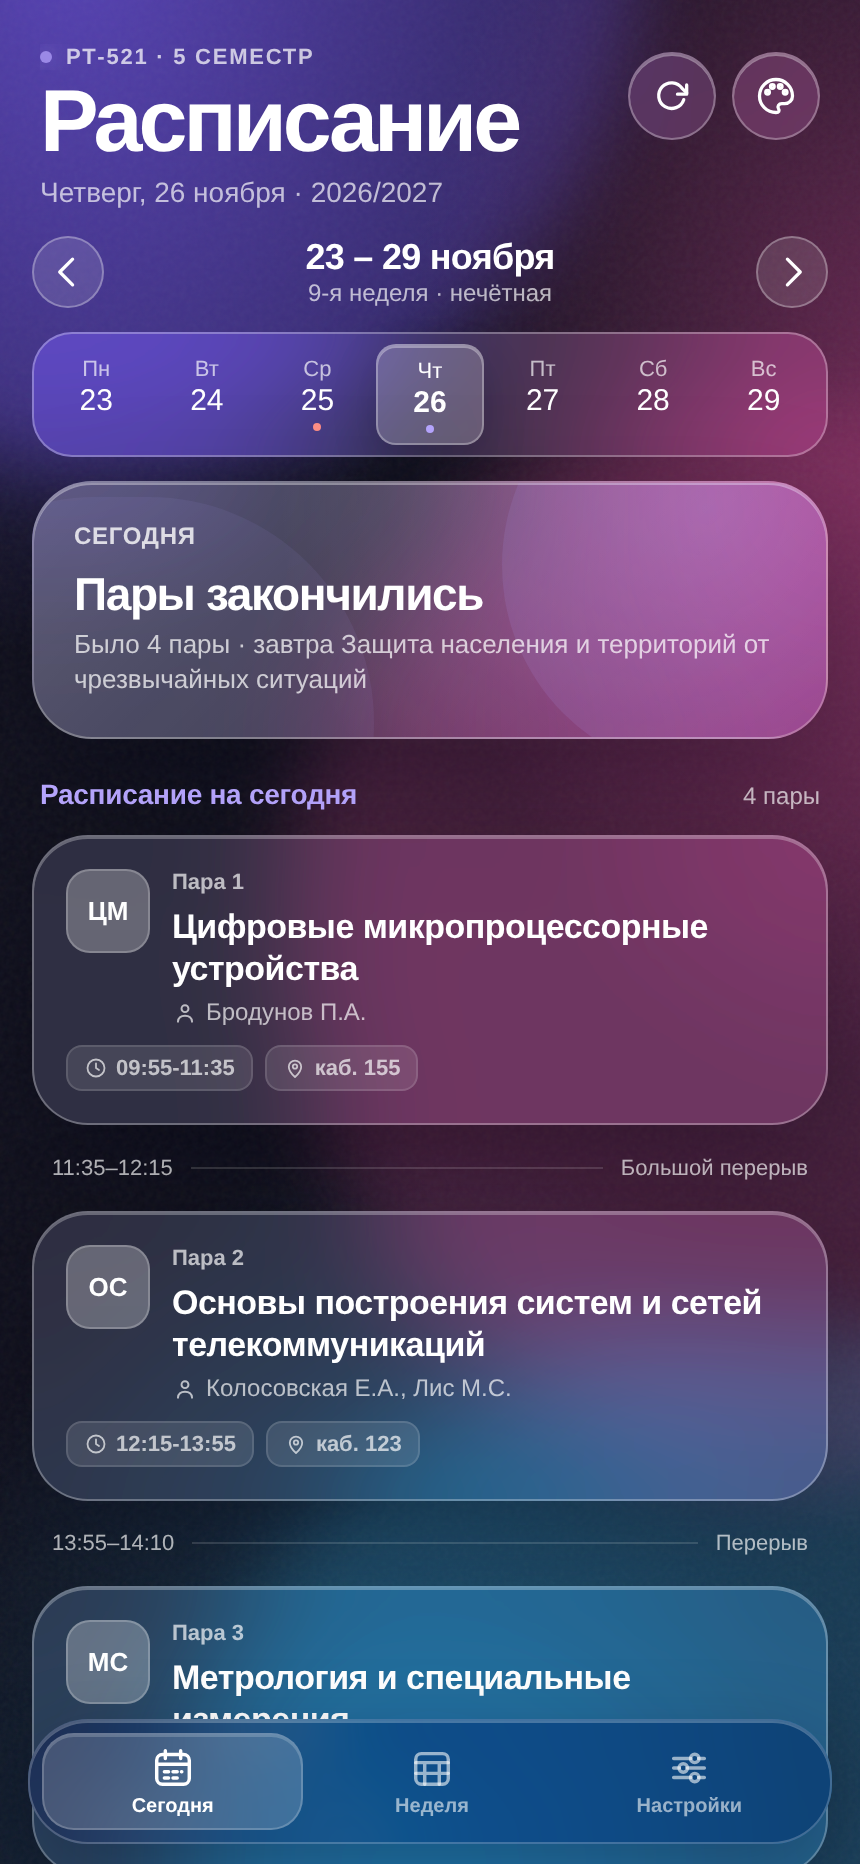 РТ-521 · 5 СЕМЕСТР
Расписание
Четверг, 26 ноября · 2026/2027
23 – 29 ноября
9-я неделя · нечётная
Пн Вт Ср Чт Пт Сб Вс
23 24 25 26 27 28 29
СЕГОДНЯ
Пары закончились
Было 4 пары · завтра Защита населения и территорий от
чрезвычайных ситуаций
Расписание на сегодня 4 пары
Пара 1
ЦМ
Цифровые микропроцессорные
устройства
Бродунов П.А.
09:55-11:35 каб. 155
11:35–12:15 Большой перерыв
Пара 2
ОС
Основы построения систем и сетей
телекоммуникаций
Колосовская Е.А., Лис М.С.
12:15-13:55 каб. 123
13:55–14:10 Перерыв
Пара 3
МС
Метрология и специальные
измерения
Сегодня Неделя Настройки